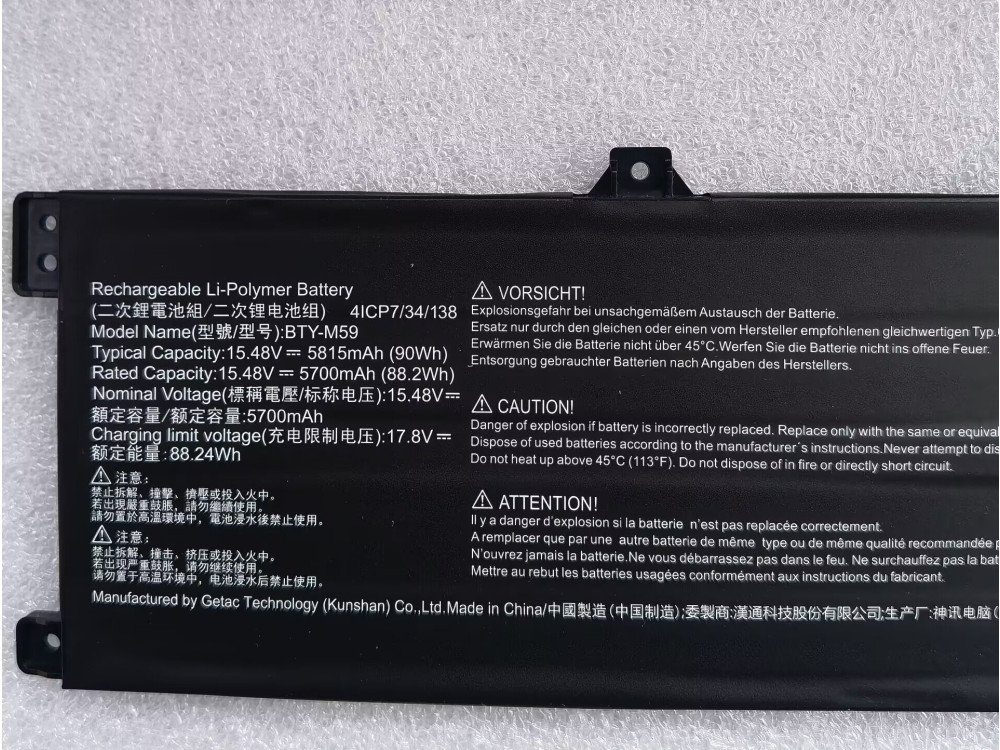 Rechargeable Li-Polymer Battery
(二次鋰電池組/二次锂电池组) 4ICP7/34/138
Model Name(型號/型号):BTY-M59
Typical Capacity:15.48V⎓ 5815mAh (90Wh)
Rated Capacity:15.48V⎓ 5700mAh (88.2Wh)
Nominal Voltage(標稱電壓/标称电压):15.48V⎓
額定容量/额定容量:5700mAh
Charging limit voltage(充电限制电压):17.8V⎓
额定能量:88.24Wh
⚠ 注意:
禁止拆解、撞擊、擠壓或投入火中。
若出現嚴重鼓脹，請勿繼續使用。
請勿置於高溫環境中，電池浸水後禁止使用。
⚠ 注意:
禁止拆解、撞击、挤压或投入火中。
若出现严重鼓胀，请勿继续使用。
请勿置于高温环境中，电池浸水后禁止使用。
⚠ VORSICHT!
Explosionsgefahr bei unsachgemäßem Austausch der Batterie.
Ersatz nur durch den gleichen oder einen vom Hersteller empfohlenen gleichwertigen Typ.
Erwärmen Sie die Batterie nicht über 45°C.Werfen Sie die Batterie nicht ins offene Feuer.
Entsorgung gebrauchter Batterien nach Angaben des Herstellers.
⚠ CAUTION!
Danger of explosion if battery is incorrectly replaced. Replace only with the same or equival
Dispose of used batteries according to the manufacturer`s instructions.Never attempt to dis
Do not heat up above 45°C (113°F). Do not dispose of in fire or directly short circuit.
⚠ ATTENTION!
Il y a danger d'explosion si la batterie n'est pas replacée correctement.
A remplacer que par une autre batterie de même type ou de même qualité recommandée p
N'ouvrez jamais la batterie.Ne vous débarrassez pas dans le feu. Ne surchauffez pas la bat
Mettre au rebut les batteries usagées conformément aux instructions du fabricant.
Manufactured by Getac Technology (Kunshan) Co.,Ltd.Made in China/中國製造 (中国制造);委製商:漢通科技股份有限公司;生产厂:神讯电脑(